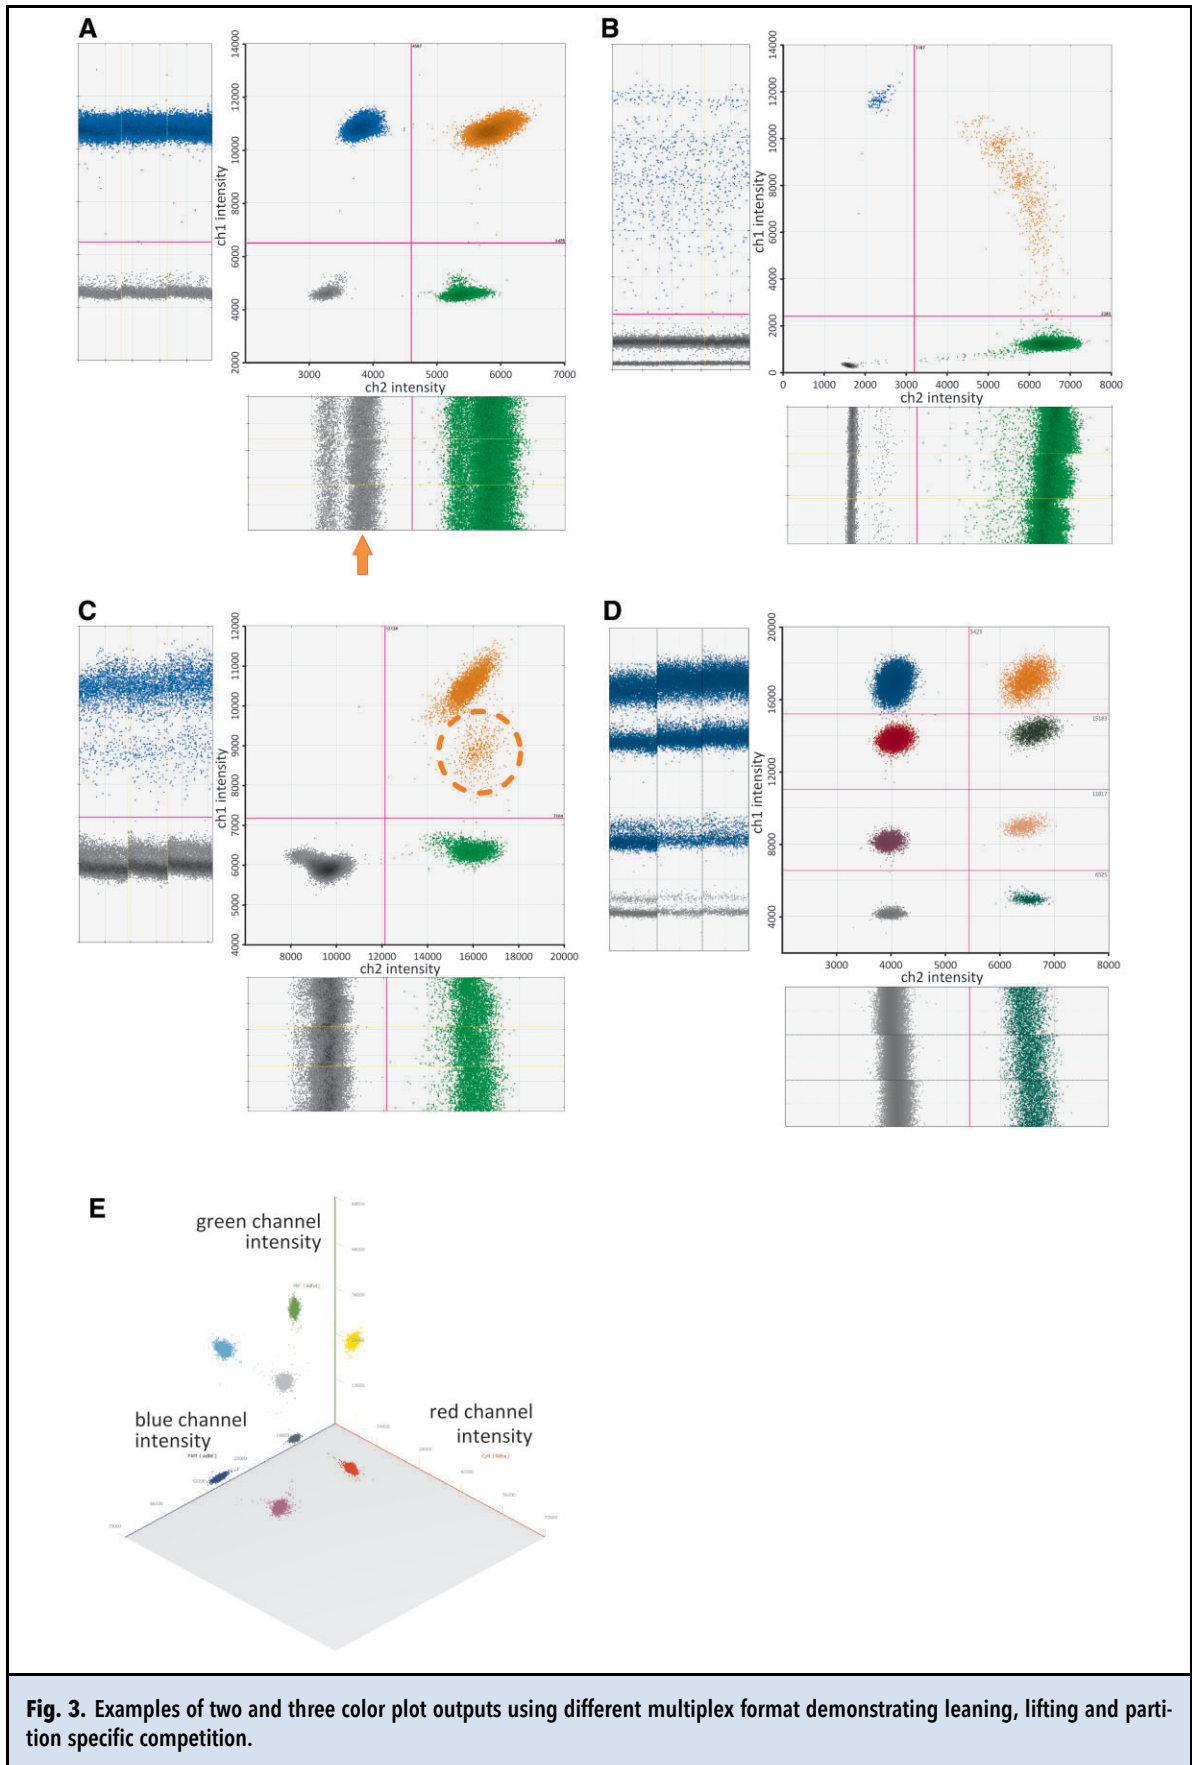 A
14000
12000
10000
8000
6000
4000
2000
ch1 intensity
3000 4000 5000 6000 7000
ch2 intensity
B
14000
12000
10000
8000
6000
4000
2000
0
ch1 intensity
0 1000 2000 3000 4000 5000 6000 7000 8000
ch2 intensity
C
12000
11000
10000
9000
8000
7000
6000
5000
4000
ch1 intensity
8000 10000 12000 14000 16000 18000 20000
ch2 intensity
D
20000
16000
12000
8000
4000
ch1 intensity
5425
15183
11017
6525
3000 4000 5000 6000 7000 8000
ch2 intensity
E
green channel
intensity
blue channel
intensity
red channel
intensity
Fig. 3. Examples of two and three color plot outputs using different multiplex format demonstrating leaning, lifting and parti-
tion specific competition.